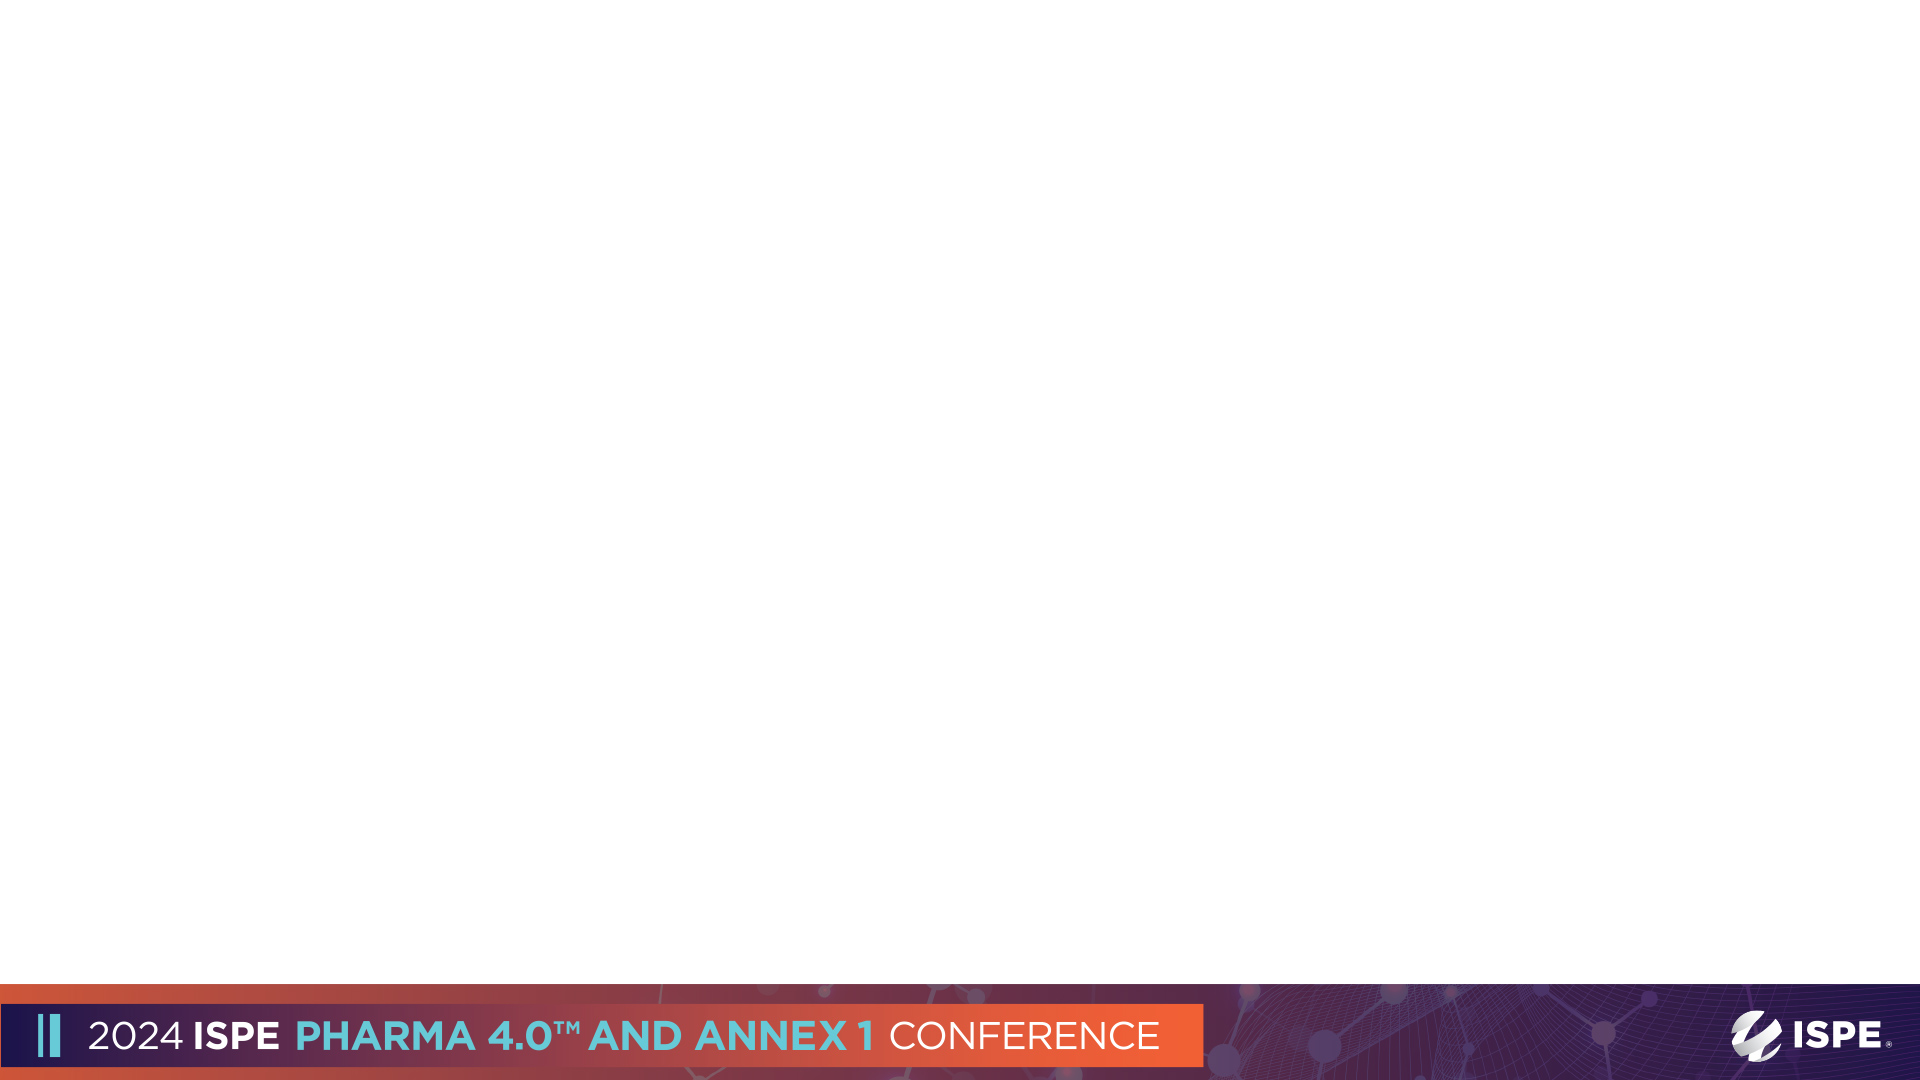 2024 ISPE PHARMA 4.0™ AND ANNEX 1 CONFERENCE
ISPE®